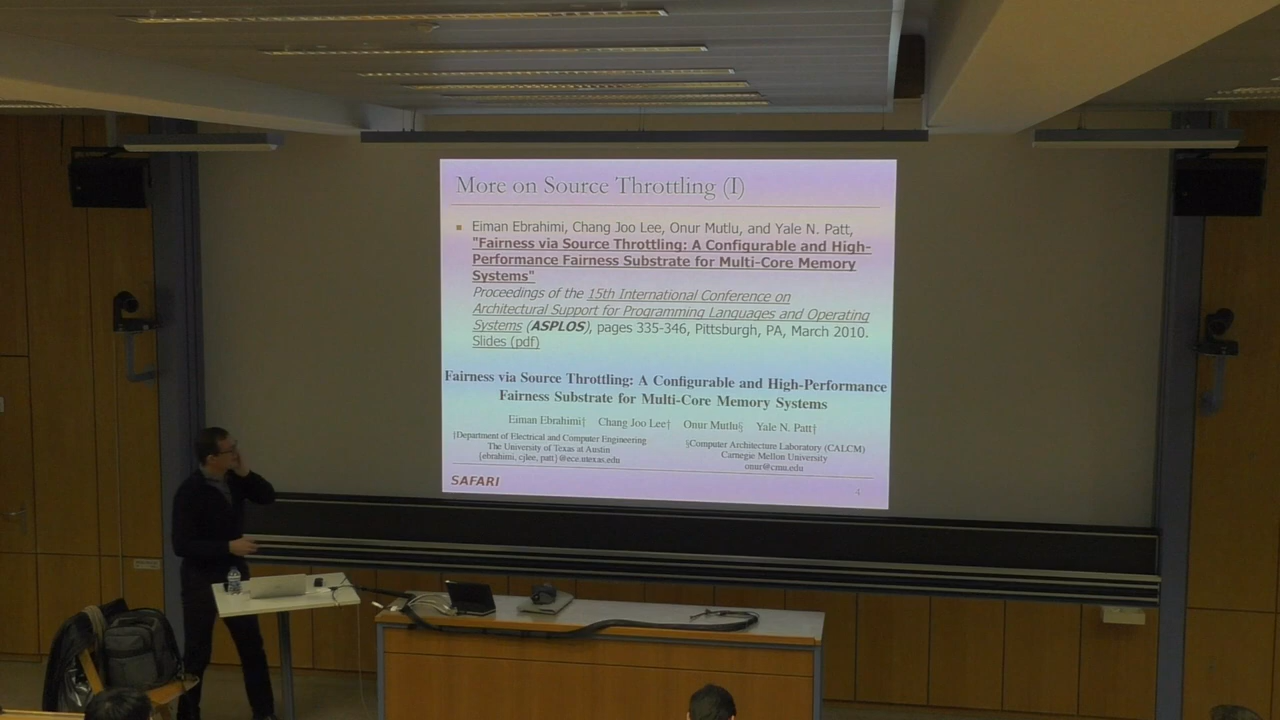 More on Source Throttling (I)
Eiman Ebrahimi, Chang Joo Lee, Onur Mutlu, and Yale N. Patt,
"Fairness via Source Throttling: A Configurable and High-
Performance Fairness Substrate for Multi-Core Memory
Systems"
Proceedings of the 15th International Conference on
Architectural Support for Programming Languages and Operating
Systems (ASPLOS), pages 335-346, Pittsburgh, PA, March 2010.
Slides (pdf)
Fairness via Source Throttling: A Configurable and High-Performance
Fairness Substrate for Multi-Core Memory Systems
Eiman Ebrahimi† Chang Joo Lee† Onur Mutlu§ Yale N. Patt†
†Department of Electrical and Computer Engineering
The University of Texas at Austin
{ebrahimi, cjlee, patt}@ece.utexas.edu
§Computer Architecture Laboratory (CALCM)
Carnegie Mellon University
onur@cmu.edu
SAFARI
4